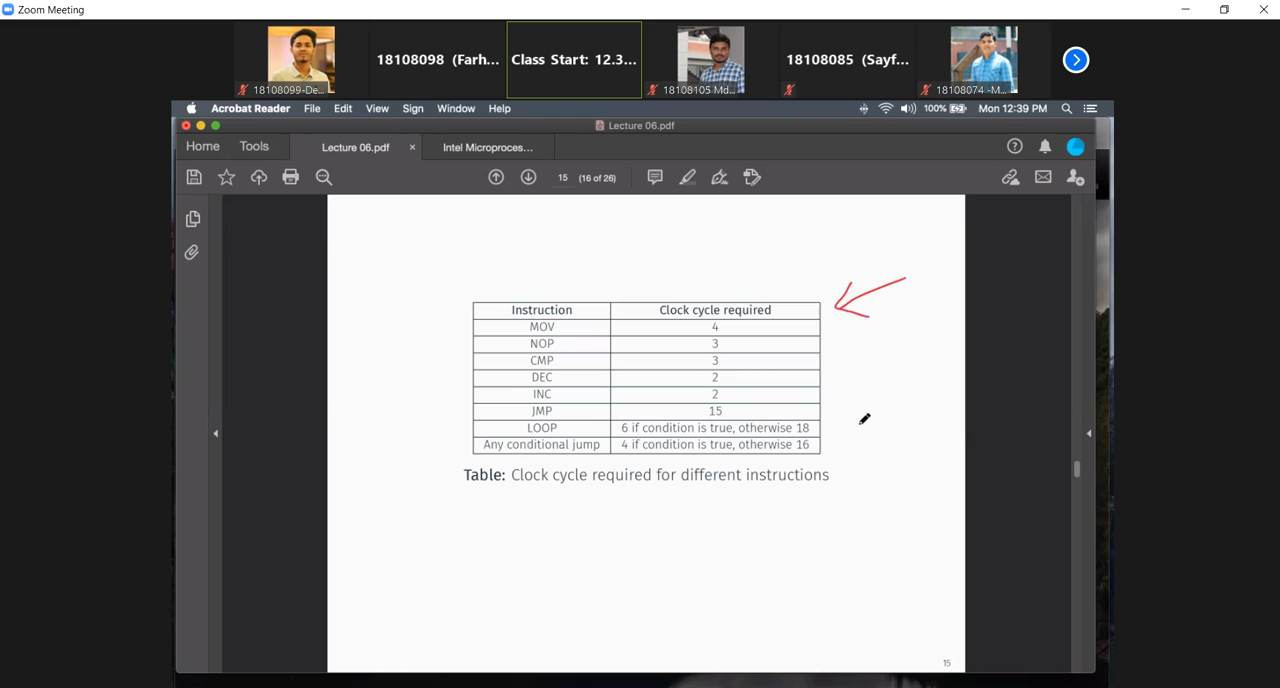 Zoom Meeting
18108099-De...
18108098 (Farh...
Class Start: 12.3...
18108105 Md...
18108085 (Sayf...
18108074 -M...
Acrobat Reader File Edit View Sign Window Help 100% Mon 12:39 PM
Lecture 06.pdf
Home Tools Lecture 06.pdf × Intel Microproces...
15 (16 of 26)
Instruction Clock cycle required
MOV 4
NOP 3
CMP 3
DEC 2
INC 2
JMP 15
LOOP 6 if condition is true, otherwise 18
Any conditional jump 4 if condition is true, otherwise 16
Table: Clock cycle required for different instructions
15